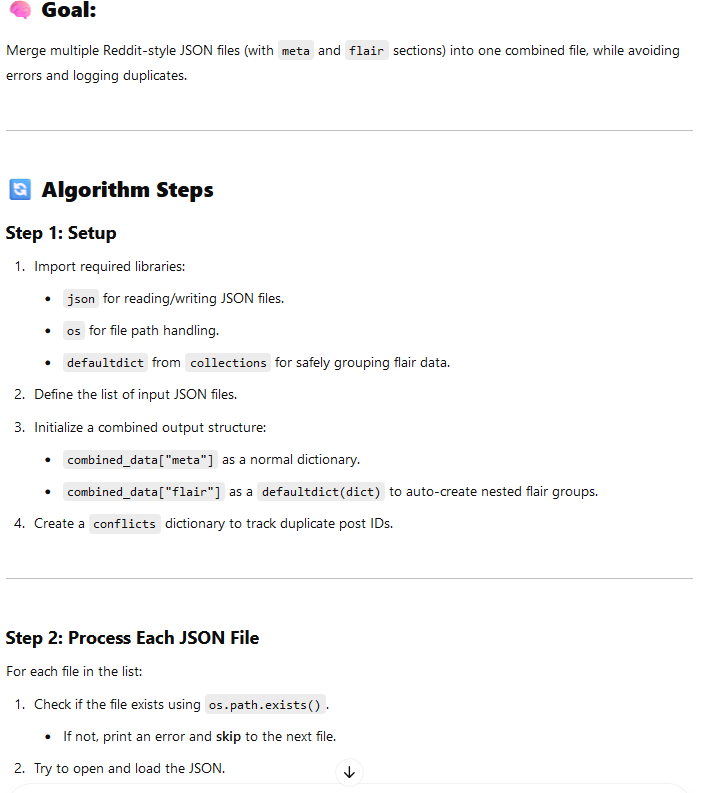 Goal:
Merge multiple Reddit-style JSON files (with meta and flair sections) into one combined file, while avoiding
errors and logging duplicates.
Algorithm Steps
Step 1: Setup
1. Import required libraries:
• json for reading/writing JSON files.
• os for file path handling.
• defaultdict from collections for safely grouping flair data.
2. Define the list of input JSON files.
3. Initialize a combined output structure:
• combined_data["meta"] as a normal dictionary.
• combined_data["flair"] as a defaultdict(dict) to auto-create nested flair groups.
4. Create a conflicts dictionary to track duplicate post IDs.
Step 2: Process Each JSON File
For each file in the list:
1. Check if the file exists using os.path.exists().
• If not, print an error and skip to the next file.
2. Try to open and load the JSON.